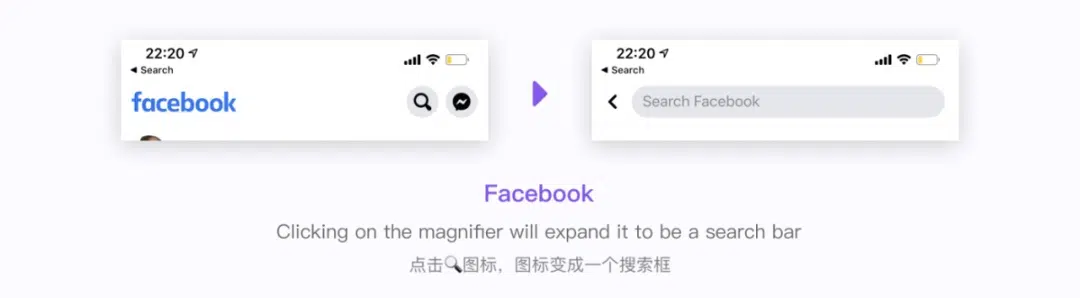 22:20
◀ Search
facebook
22:20
◀ Search
Search Facebook
Facebook
Clicking on the magnifier will expand it to be a search bar
点击🔍图标，图标变成一个搜索框